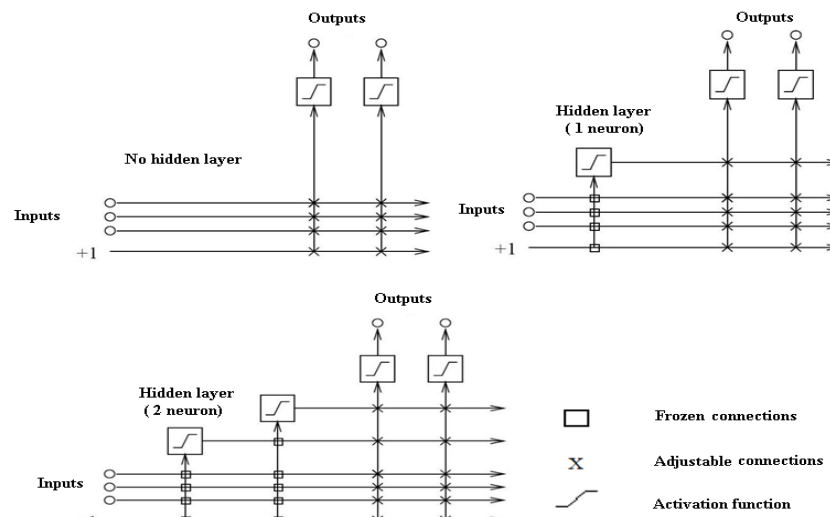 Outputs
No hidden layer
Inputs
+1
Outputs
Hidden layer
( 1 neuron)
Inputs
+1
Outputs
Hidden layer
( 2 neuron)
Inputs
Frozen connections
x Adjustable connections
Activation function